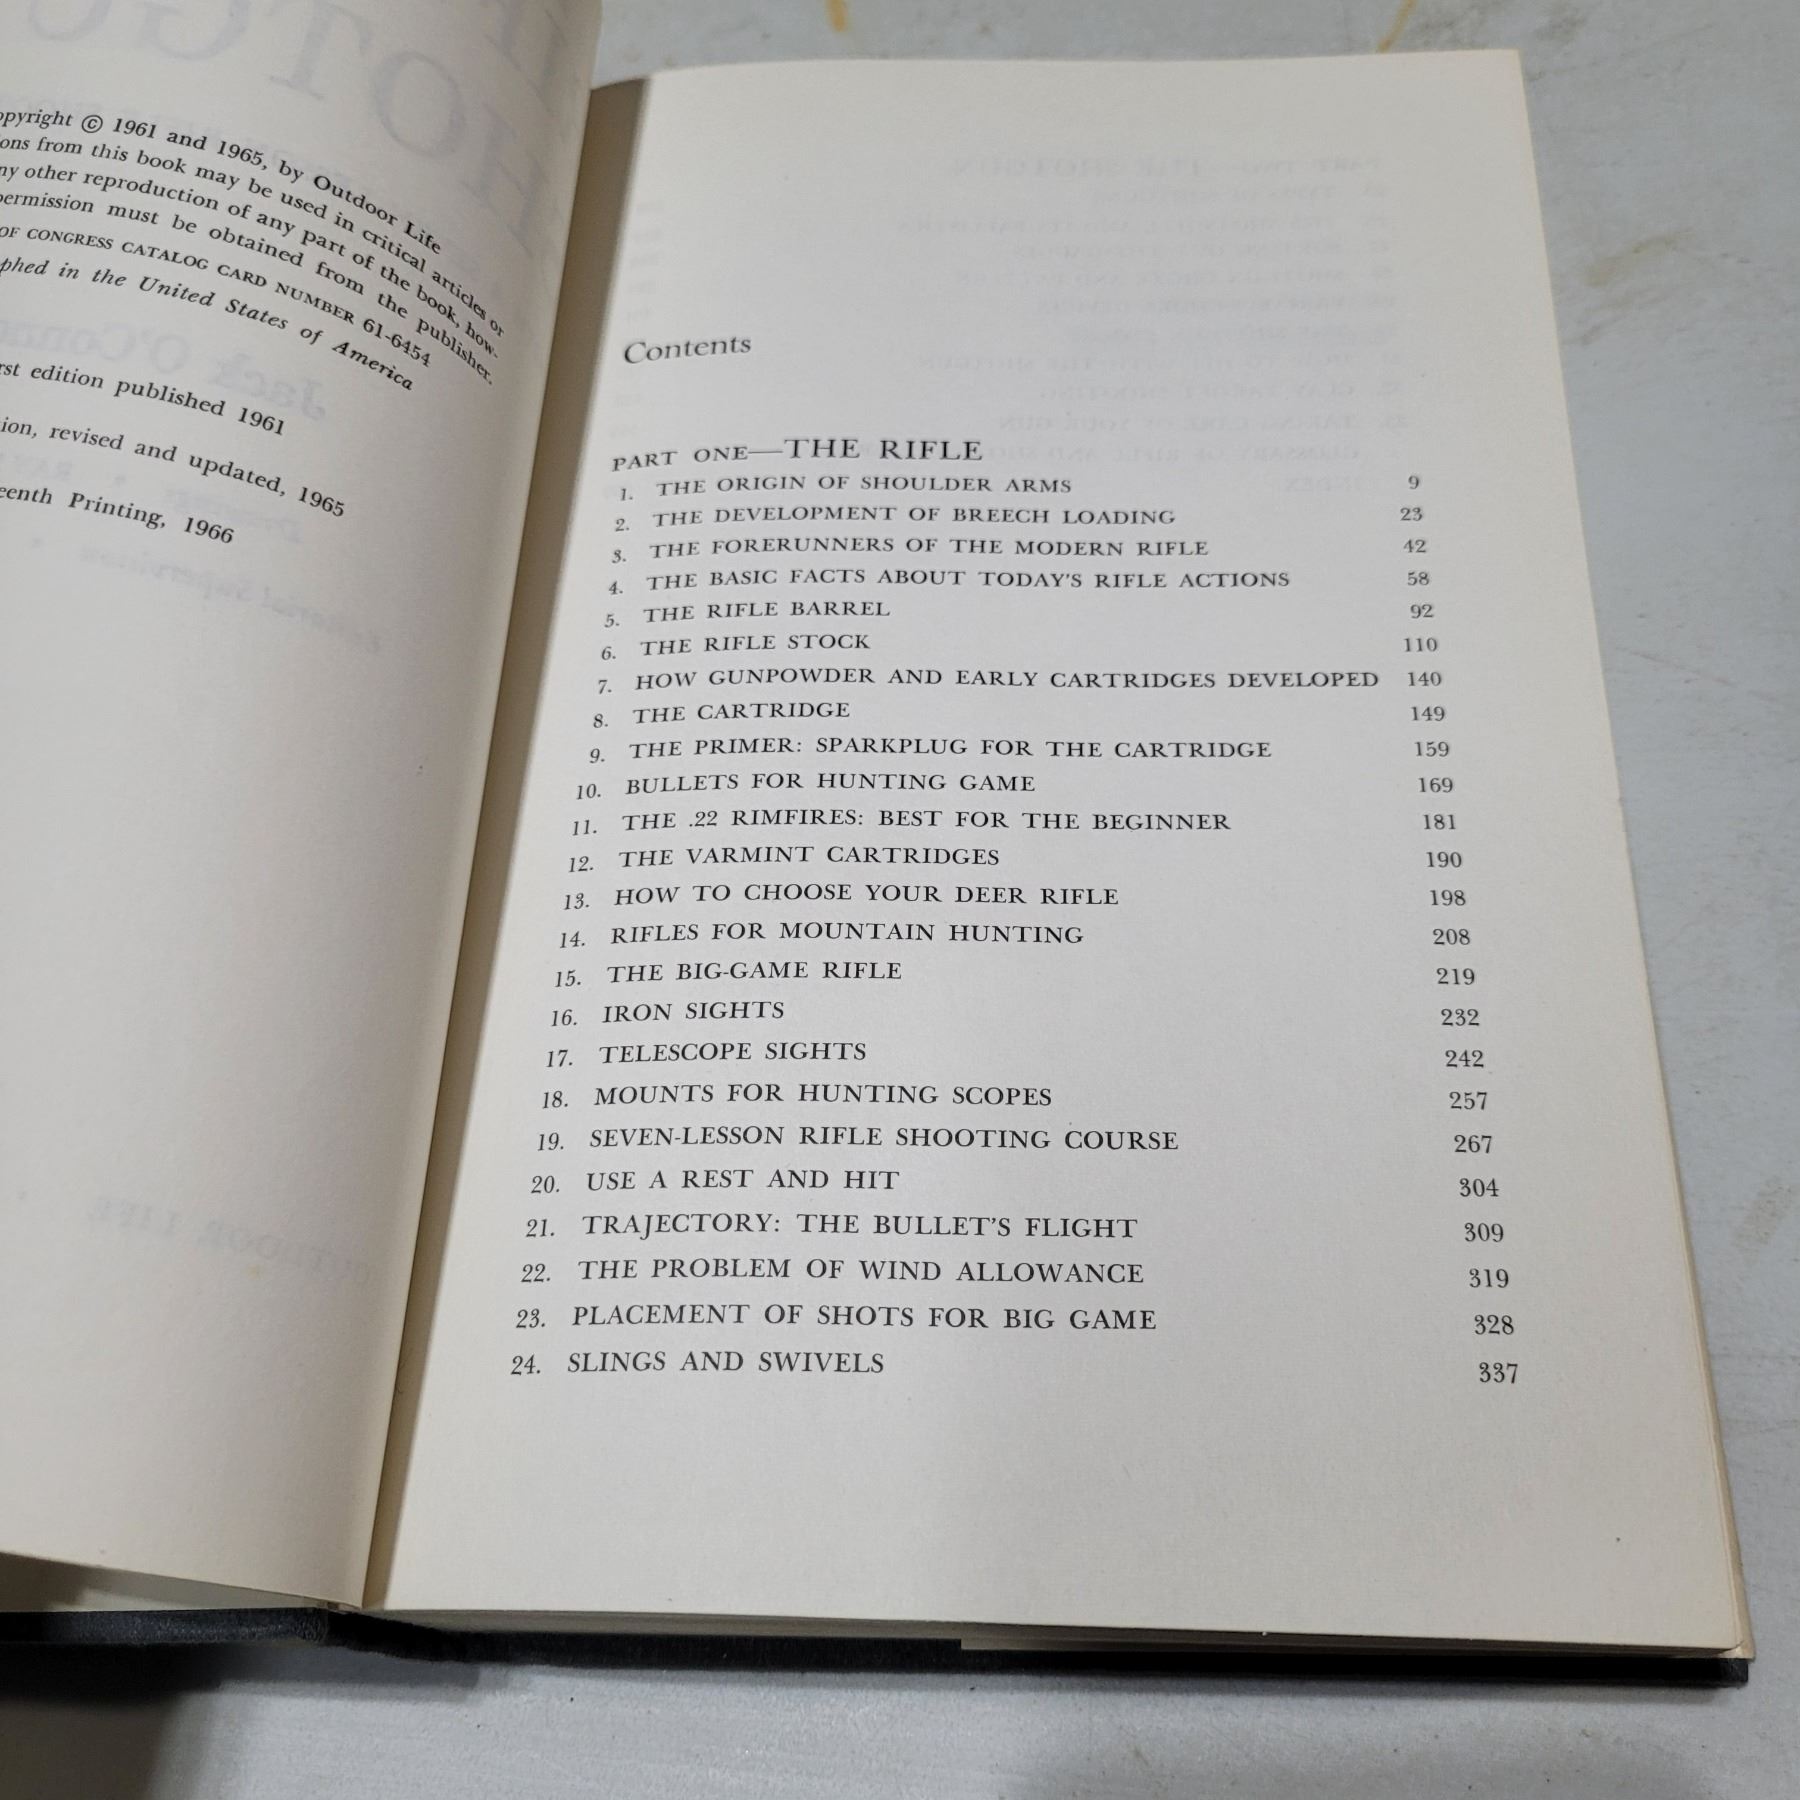 opyright © 1961 and 1965, by Outdoor Life
ons from this book may be used in critical articles or
ny other reproduction of any part of the book, how-
permission must be obtained from the publisher.
OF CONGRESS CATALOG CARD NUMBER 61-6454
phed in the United States of America
rst edition published 1961
ion, revised and updated, 1965
eenth Printing, 1966
Contents
PART ONE—THE RIFLE
1. THE ORIGIN OF SHOULDER ARMS 9
2. THE DEVELOPMENT OF BREECH LOADING 23
3. THE FORERUNNERS OF THE MODERN RIFLE 42
4. THE BASIC FACTS ABOUT TODAY'S RIFLE ACTIONS 58
5. THE RIFLE BARREL 92
6. THE RIFLE STOCK 110
7. HOW GUNPOWDER AND EARLY CARTRIDGES DEVELOPED 140
8. THE CARTRIDGE 149
9. THE PRIMER: SPARKPLUG FOR THE CARTRIDGE 159
10. BULLETS FOR HUNTING GAME 169
11. THE .22 RIMFIRES: BEST FOR THE BEGINNER 181
12. THE VARMINT CARTRIDGES 190
13. HOW TO CHOOSE YOUR DEER RIFLE 198
14. RIFLES FOR MOUNTAIN HUNTING 208
15. THE BIG-GAME RIFLE 219
16. IRON SIGHTS 232
17. TELESCOPE SIGHTS 242
18. MOUNTS FOR HUNTING SCOPES 257
19. SEVEN-LESSON RIFLE SHOOTING COURSE 267
20. USE A REST AND HIT 304
21. TRAJECTORY: THE BULLET'S FLIGHT 309
22. THE PROBLEM OF WIND ALLOWANCE 319
23. PLACEMENT OF SHOTS FOR BIG GAME 328
24. SLINGS AND SWIVELS 337